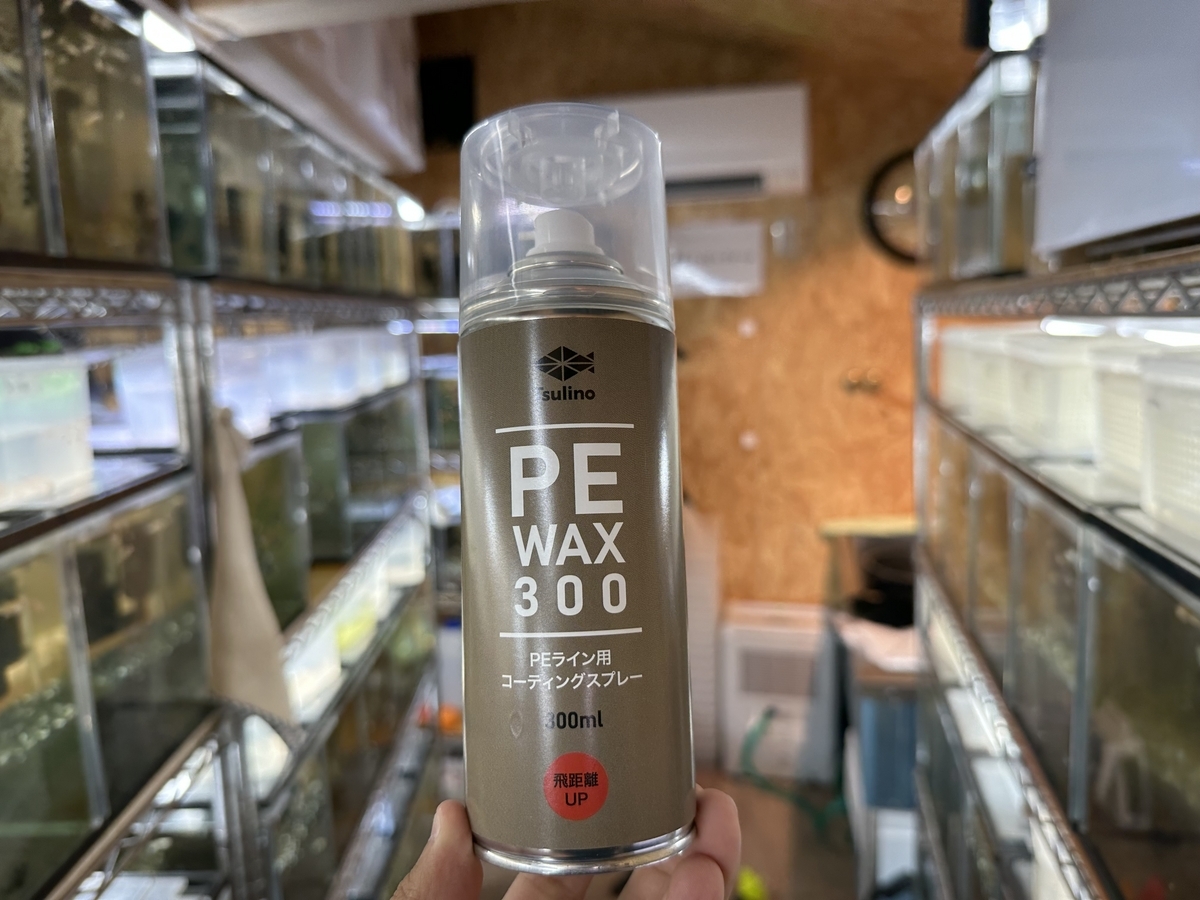 Tsulino
PE
WAX
300
PEライン用
コーティングスプレー
300ml
飛距離
UP